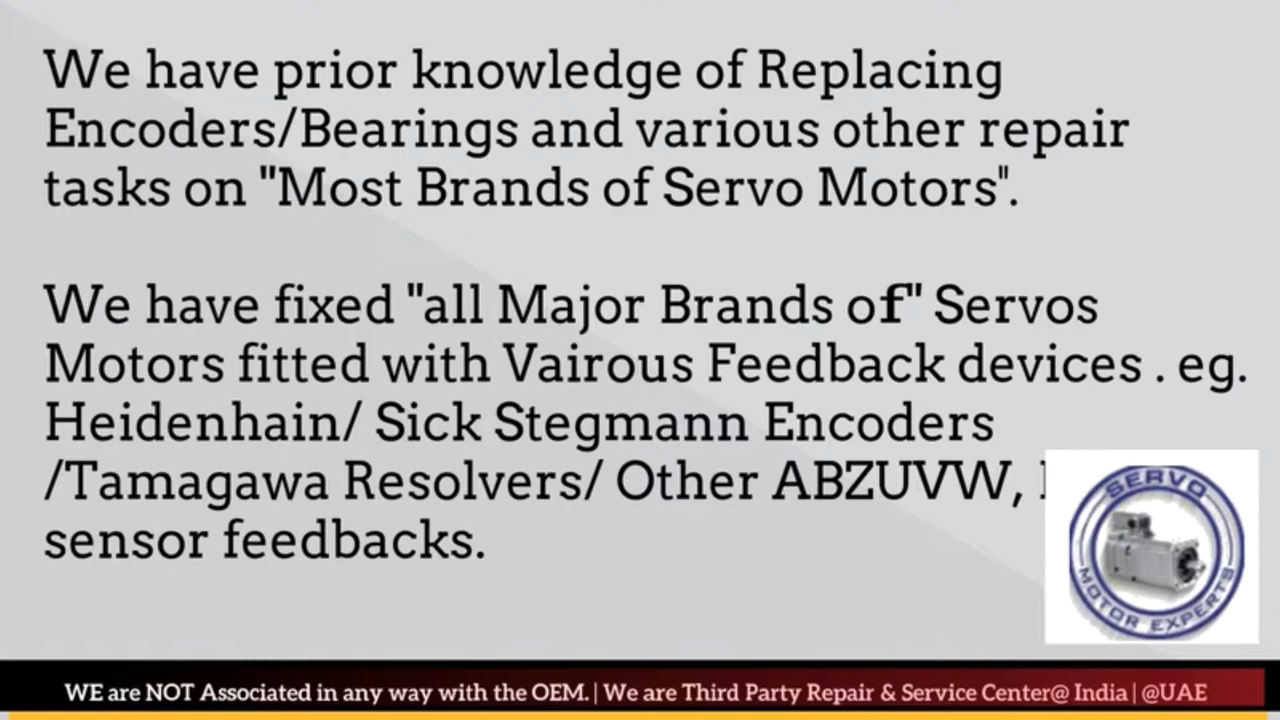 We have prior knowledge of Replacing
Encoders/Bearings and various other repair
tasks on "Most Brands of Servo Motors".
We have fixed "all Major Brands of" Servos
Motors fitted with Vairous Feedback devices . eg.
Heidenhain/ Sick Stegmann Encoders
/Tamagawa Resolvers/ Other ABZUVW,
sensor feedbacks.
SERVO
MOTOR EXPERTS
WE are NOT Associated in any way with the OEM. | We are Third Party Repair & Service Center@ India | @UAE